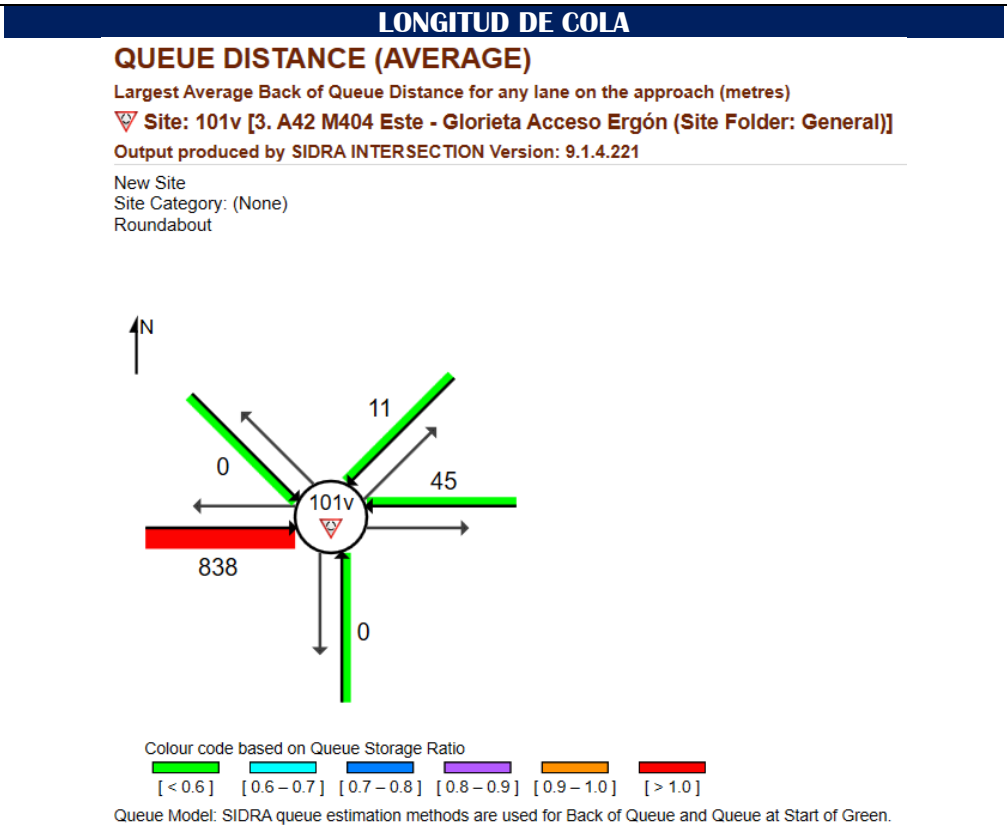 LONGITUD DE COLA
QUEUE DISTANCE (AVERAGE)
Largest Average Back of Queue Distance for any lane on the approach (metres)
Site: 101v [3. A42 M404 Este - Glorieta Acceso Ergón (Site Folder: General)]
Output produced by SIDRA INTERSECTION Version: 9.1.4.221
New Site
Site Category: (None)
Roundabout
N
11
0
45
101v
838
0
Colour code based on Queue Storage Ratio
[ < 0.6 ] [ 0.6 – 0.7 ] [ 0.7 – 0.8 ] [ 0.8 – 0.9 ] [ 0.9 – 1.0 ] [ > 1.0 ]
Queue Model: SIDRA queue estimation methods are used for Back of Queue and Queue at Start of Green.